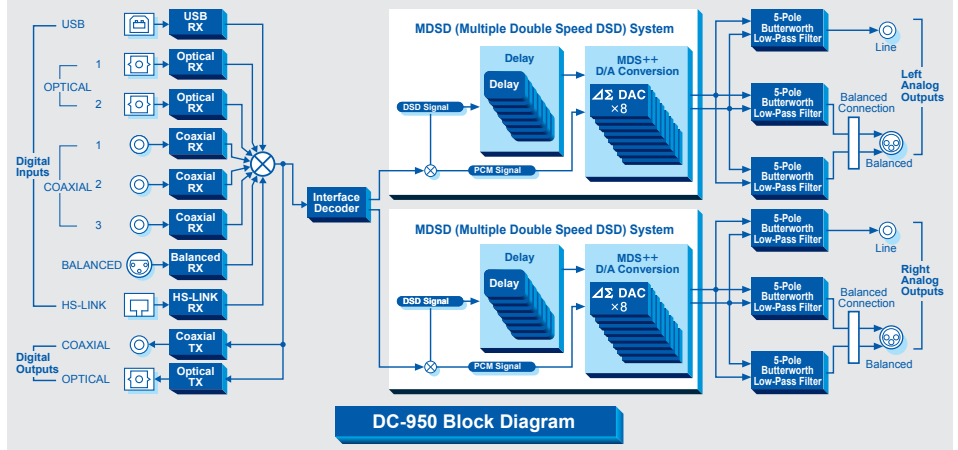 USB
USB
RX
1
OPTICAL
2
Optical
RX
Optical
RX
Digital
Inputs
1
COAXIAL
2
3
Coaxial
RX
Coaxial
RX
Coaxial
RX
BALANCED
Balanced
RX
HS-LINK
HS-LINK
RX
Digital
Outputs
COAXIAL
Coaxial
TX
OPTICAL
Optical
TX
Interface
Decoder
MDSD (Multiple Double Speed DSD) System
Delay
Delay
DSD Signal
PCM Signal
MDS++
D/A Conversion
ΔΣ DAC
×8
5-Pole
Butterworth
Low-Pass Filter
Line
5-Pole
Butterworth
Low-Pass Filter
Balanced
Connection
5-Pole
Butterworth
Low-Pass Filter
Balanced
Left
Analog
Outputs
MDSD (Multiple Double Speed DSD) System
Delay
Delay
DSD Signal
PCM Signal
MDS++
D/A Conversion
ΔΣ DAC
×8
5-Pole
Butterworth
Low-Pass Filter
Line
5-Pole
Butterworth
Low-Pass Filter
Balanced
Connection
5-Pole
Butterworth
Low-Pass Filter
Balanced
Right
Analog
Outputs
DC-950 Block Diagram